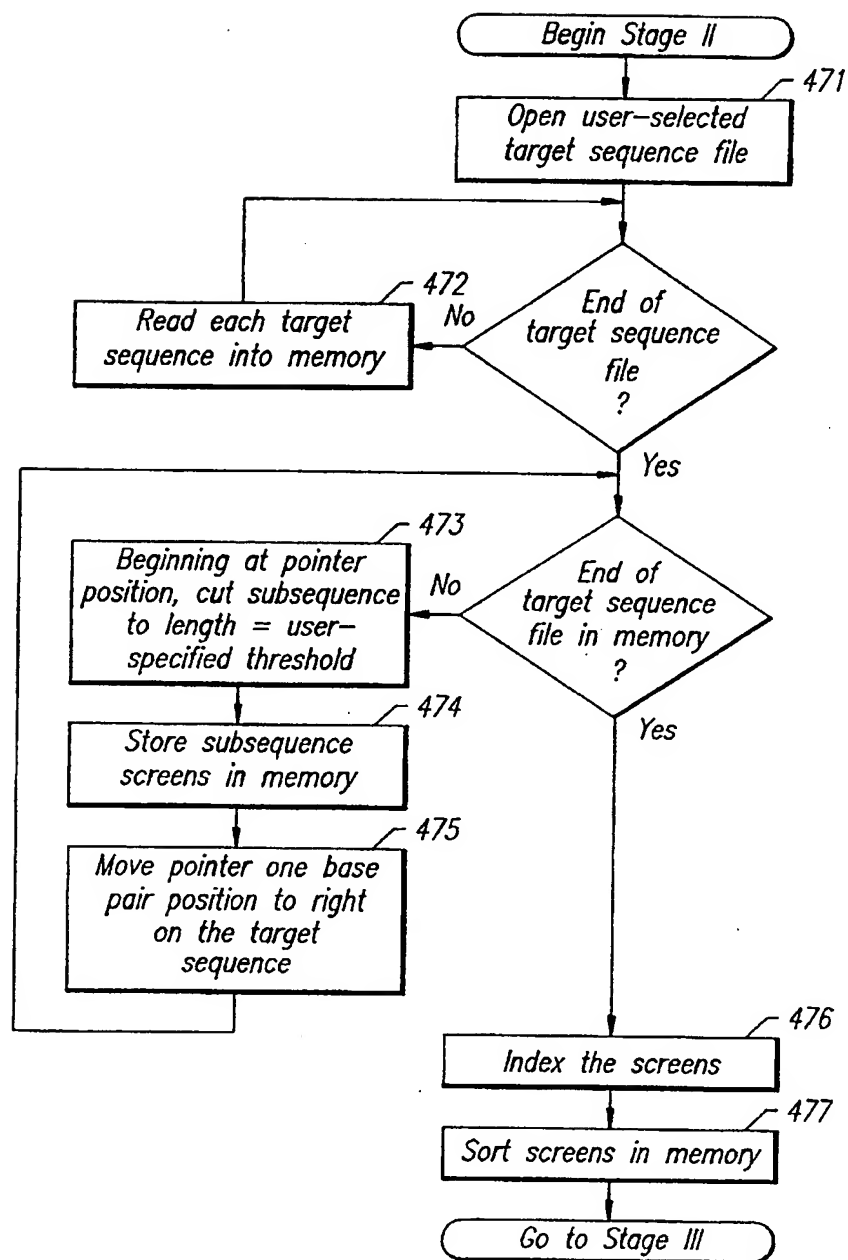 Begin Stage II
471
Open user-selected
target sequence file
472
Read each target
sequence into memory
No
End of
target sequence
file
?
Yes
473
Beginning at pointer
position, cut subsequence
to length = user-
specified threshold
No
End of
target sequence
file in memory
?
Yes
474
Store subsequence
screens in memory
475
Move pointer one base
pair position to right
on the target
sequence
476
Index the screens
477
Sort screens in memory
Go to Stage III